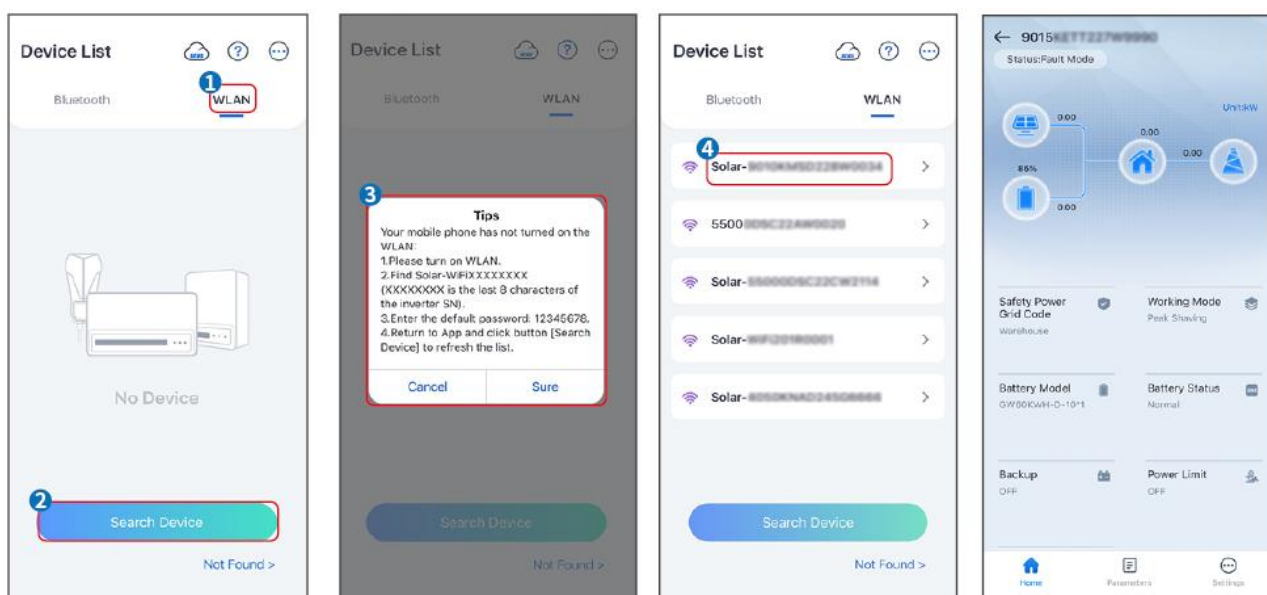 Device List
Bluetooth
1
WLAN
No Device
2
Search Device
Not Found >
Device List
Bluetooth
WLAN
3
Tips
Your mobile phone has not turned on the
WLAN:
1.Please turn on WLAN.
2.Find Solar-WiFiXXXXXXXX
(XXXXXXXX is the last 8 characters of
the inverter SN).
3.Enter the default password: 12345678.
4.Return to App and click button [Search
Device] to refresh the list.
Cancel
Sure
Search Device
Not Found >
Device List
Bluetooth
WLAN
4
Solar-
5500
Solar-
Solar-
Solar-
Search Device
Not Found >
9015
Status:Fault Mode
Unit:kW
0.00
0.00
0.00
86%
0.00
Safety Power
Grid Code
Warehouse
Working Mode
Peak Shaving
Battery Model
GW60KWH-D-10*1
Battery Status
Normal
Backup
OFF
Power Limit
OFF
Home
Parameters
Settings